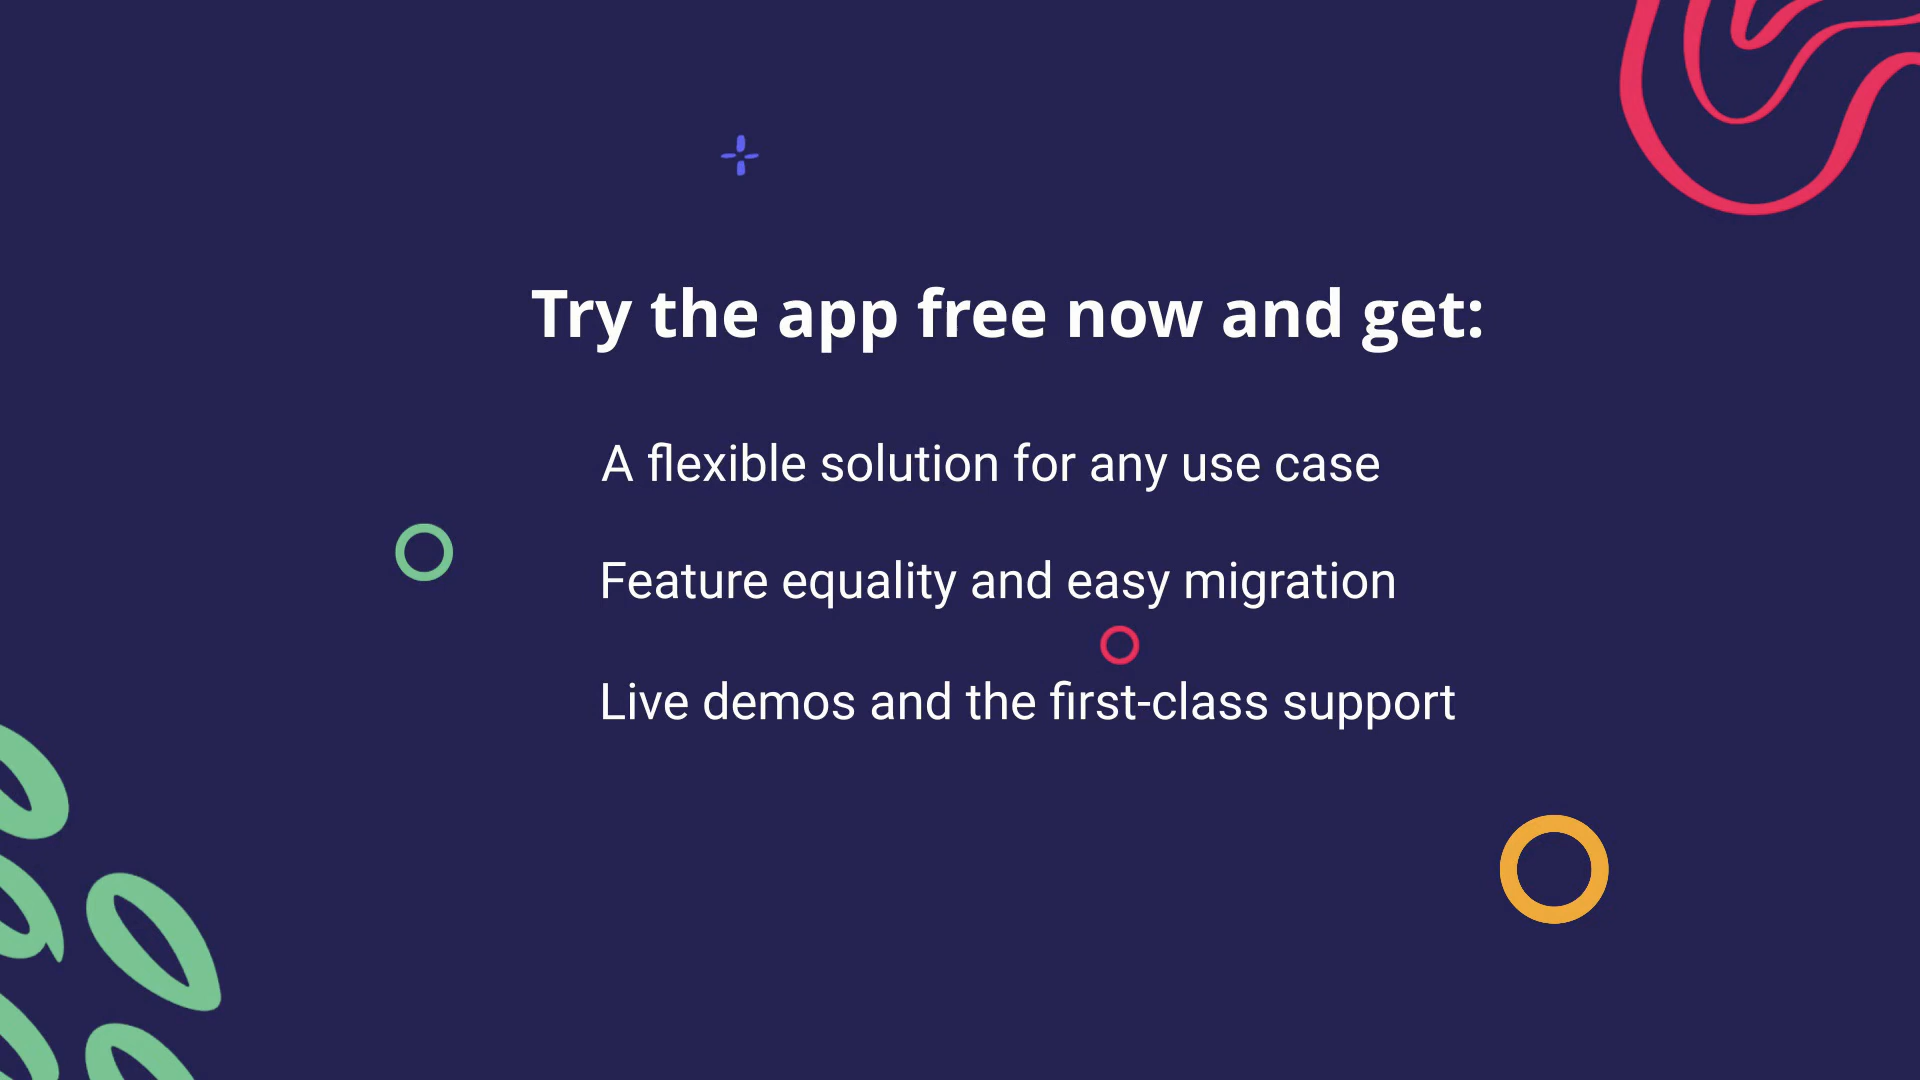 Try the app free now and get:
A flexible solution for any use case
Feature equality and easy migration
Live demos and the first-class support